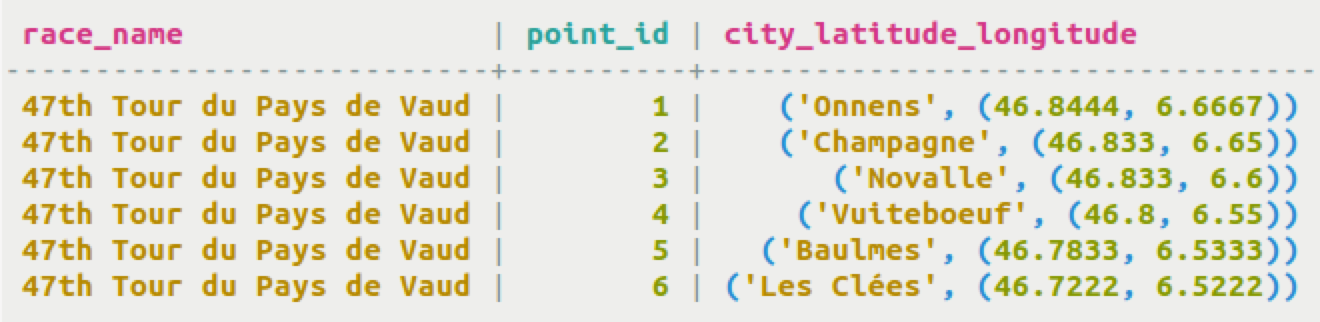 race_name | point_id | city_latitude_longitude
---------------------------+----------+----------------------------------
47th Tour du Pays de Vaud | 1 | ('Onnens', (46.8444, 6.6667))
47th Tour du Pays de Vaud | 2 | ('Champagne', (46.833, 6.65))
47th Tour du Pays de Vaud | 3 | ('Novalle', (46.833, 6.6))
47th Tour du Pays de Vaud | 4 | ('Vuiteboeuf', (46.8, 6.55))
47th Tour du Pays de Vaud | 5 | ('Baulmes', (46.7833, 6.5333))
47th Tour du Pays de Vaud | 6 | ('Les Clées', (46.7222, 6.5222))